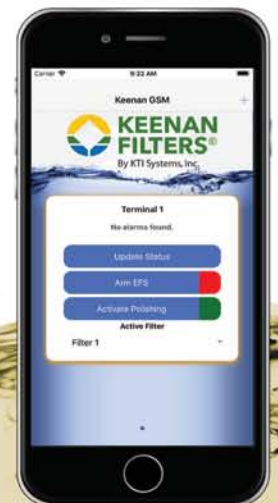 Carrier 9:32 AM
Keenan GSM +
KEENAN
FILTERS®
By KTI Systems, Inc.
Terminal 1
No alarms found.
Update Status
Arm EFS
Activate Polishing
Active Filter
Filter 1